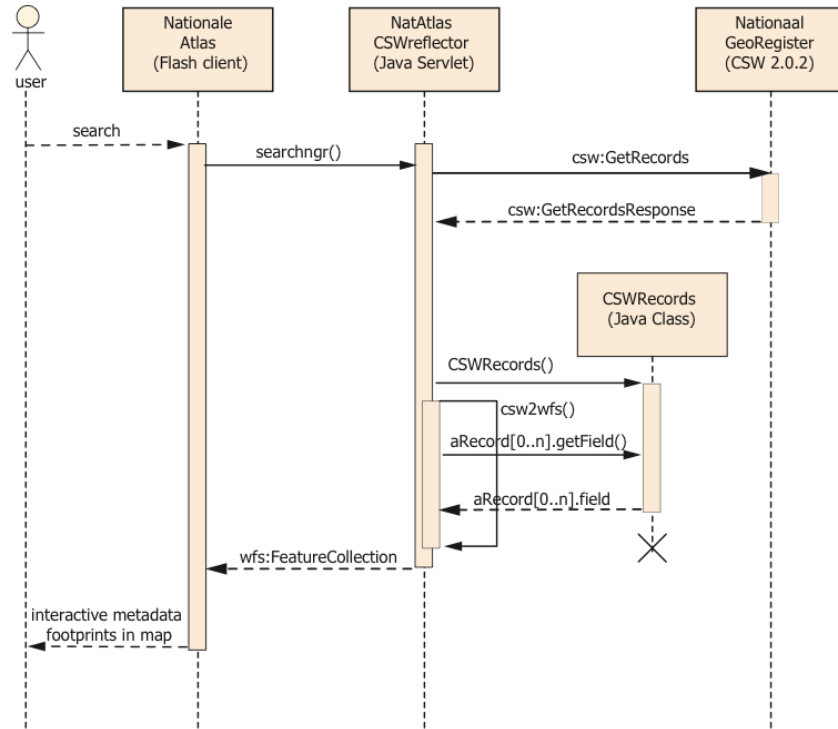 Nationale
Atlas
(Flash client)
NatAtlas
CSWreflector
(Java Servlet)
Nationaal
GeoRegister
(CSW 2.0.2)
user
search
searchngr()
csw:GetRecords
csw:GetRecordsResponse
CSWRecords
(Java Class)
CSWRecords()
csw2wfs()
aRecord[0..n].getField()
aRecord[0..n].field
wfs:FeatureCollection
interactive metadata
footprints in map